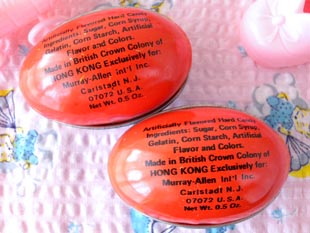 Artificially Flavored Hard Candy
Ingredients: Sugar, Corn Syrup,
Gelatin, Corn Starch, Artificial
Flavor and Colors.
Made in British Crown Colony of
HONG KONG Exclusively for:
Murray-Allen Int'l Inc.
Carlstadt N.J.
07072 U.S.A.
Net Wt. 0.5 Oz.
Artificially Flavored Hard Candy
Ingredients: Sugar, Corn Syrup,
Gelatin, Corn Starch, Artificial
Flavor and Colors.
Made in British Crown Colony of
HONG KONG Exclusively for:
Murray-Allen Int'l Inc.
Carlstadt N.J.
07072 U.S.A.
Net Wt. 0.5 Oz.